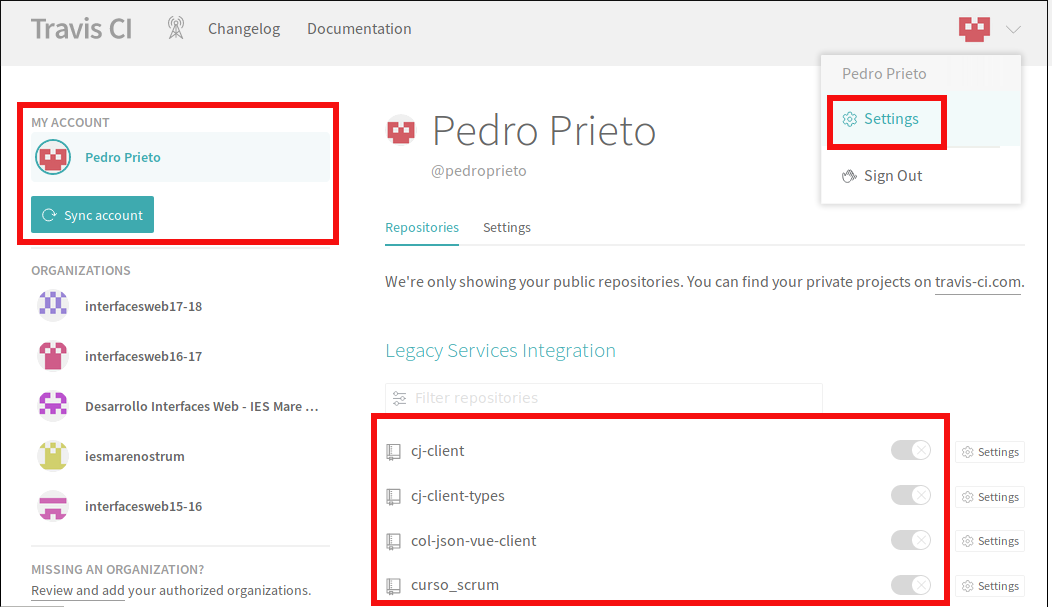 Travis CI
Changelog
Documentation
Pedro Prieto
Settings
Sign Out
MY ACCOUNT
Pedro Prieto
Sync account
ORGANIZATIONS
interfacesweb17-18
interfacesweb16-17
Desarrollo Interfaces Web - IES Mare ...
iesmarenostrum
interfacesweb15-16
MISSING AN ORGANIZATION?
Review and add your authorized organizations.
Pedro Prieto
@pedroprieto
Repositories
Settings
We're only showing your public repositories. You can find your private projects on travis-ci.com.
Legacy Services Integration
Filter repositories
cj-client
Settings
cj-client-types
Settings
col-json-vue-client
Settings
curso_scrum
Settings